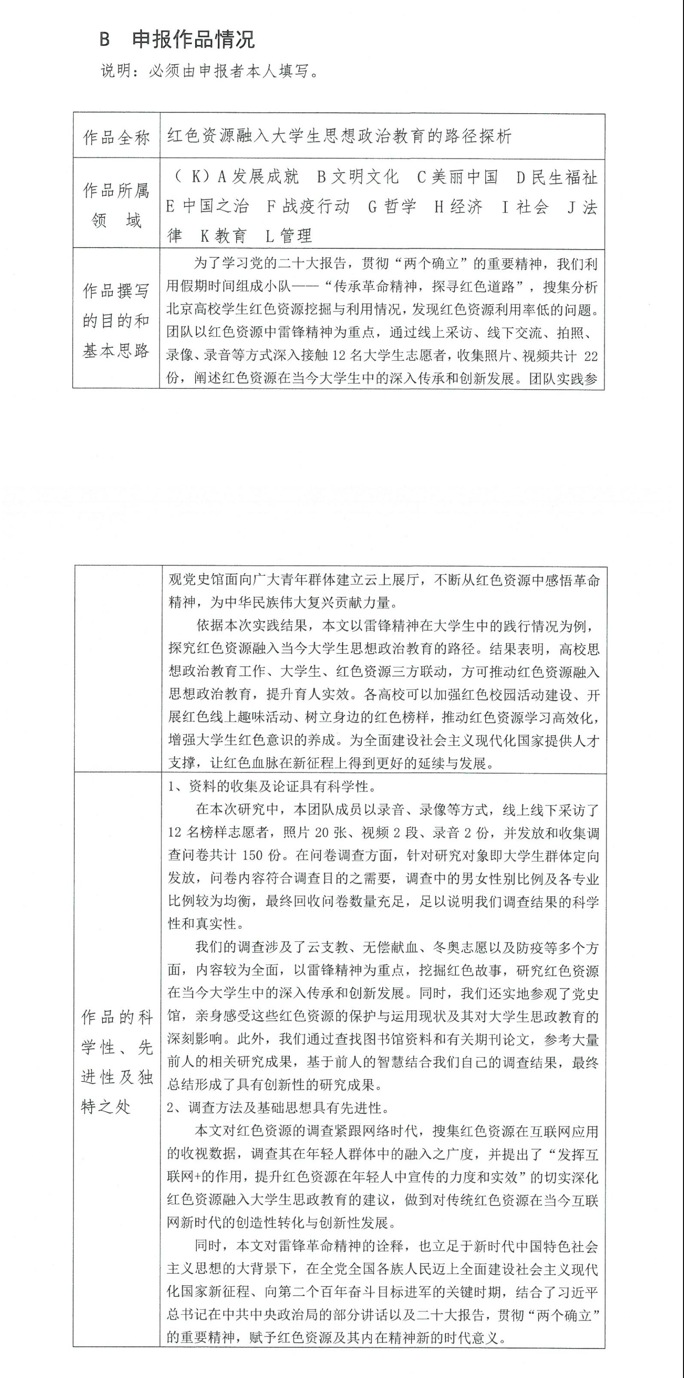 B 申报作品情况
说明：必须由申报者本人填写。
作品全称
红色资源融入大学生思想政治教育的路径探析
作品所属
领 域
（ K）A 发展成就 B 文明文化 C 美丽中国 D 民生福祉
E 中国之治 F 战疫行动 G 哲学 H 经济 I 社会 J 法
律 K 教育 L 管理
作品撰写
的目的和
基本思路
为了学习党的二十大报告，贯彻“两个确立”的重要精神，我们利
用假期时间组成小队——“传承革命精神，探寻红色道路”，搜集分析
北京高校学生红色资源挖掘与利用情况，发现红色资源利用率低的问题。
团队以红色资源中雷锋精神为重点，通过线上采访、线下交流、拍照、
录像、录音等方式深入接触 12 名大学生志愿者，收集照片、视频共计 22
份，阐述红色资源在当今大学生中的深入传承和创新发展。团队实践参
观党史馆面向广大青年群体建立云上展厅，不断从红色资源中感悟革命
精神，为中华民族伟大复兴贡献力量。
依据本次实践结果，本文以雷锋精神在大学生中的践行情况为例，
探究红色资源融入当今大学生思想政治教育的路径。结果表明，高校思
想政治教育工作、大学生、红色资源三方联动，方可推动红色资源融入
思想政治教育，提升育人实效。各高校可以加强红色校园活动建设、开
展红色线上趣味活动、树立身边的红色榜样，推动红色资源学习高效化，
增强大学生红色意识的养成。为全面建设社会主义现代化国家提供人才
支撑，让红色血脉在新征程上得到更好的延续与发展。
作品的科
学性、先
进性及独
特之处
1、资料的收集及论证具有科学性。
在本次研究中，本团队成员以录音、录像等方式，线上线下采访了
12 名榜样志愿者，照片 20 张、视频 2 段、录音 2 份，并发放和收集调
查问卷共计 150 份。在问卷调查方面，针对研究对象即大学生群体定向
发放，问卷内容符合调查目的之需要，调查中的男女性别比例及各专业
比例较为均衡，最终回收问卷数量充足，足以说明我们调查结果的科学
性和真实性。
我们的调查涉及了云支教、无偿献血、冬奥志愿以及防疫等多个方
面，内容较为全面，以雷锋精神为重点，挖掘红色故事，研究红色资源
在当今大学生中的深入传承和创新发展。同时，我们还实地参观了党史
馆，亲身感受这些红色资源的保护与运用现状及其对大学生思政教育的
深刻影响。此外，我们通过查找图书馆资料和有关期刊论文，参考大量
前人的相关研究成果，基于前人的智慧结合我们自己的调查结果，最终
总结形成了具有创新性的研究成果。
2、调查方法及基础思想具有先进性。
本文对红色资源的调查紧跟网络时代，搜集红色资源在互联网应用
的收视数据，调查其在年轻人群体中的融入之广度，并提出了“发挥互
联网+的作用，提升红色资源在年轻人中宣传的力度和实效”的切实深化
红色资源融入大学生思政教育的建议，做到对传统红色资源在当今互联
网新时代的创造性转化与创新性发展。
同时，本文对雷锋革命精神的诠释，也立足于新时代中国特色社会
主义思想的大背景下，在全党全国各族人民迈上全面建设社会主义现代
化国家新征程、向第二个百年奋斗目标进军的关键时期，结合了习近平
总书记在中共中央政治局的部分讲话以及二十大报告，贯彻“两个确立”
的重要精神，赋予红色资源及其内在精神新的时代意义。